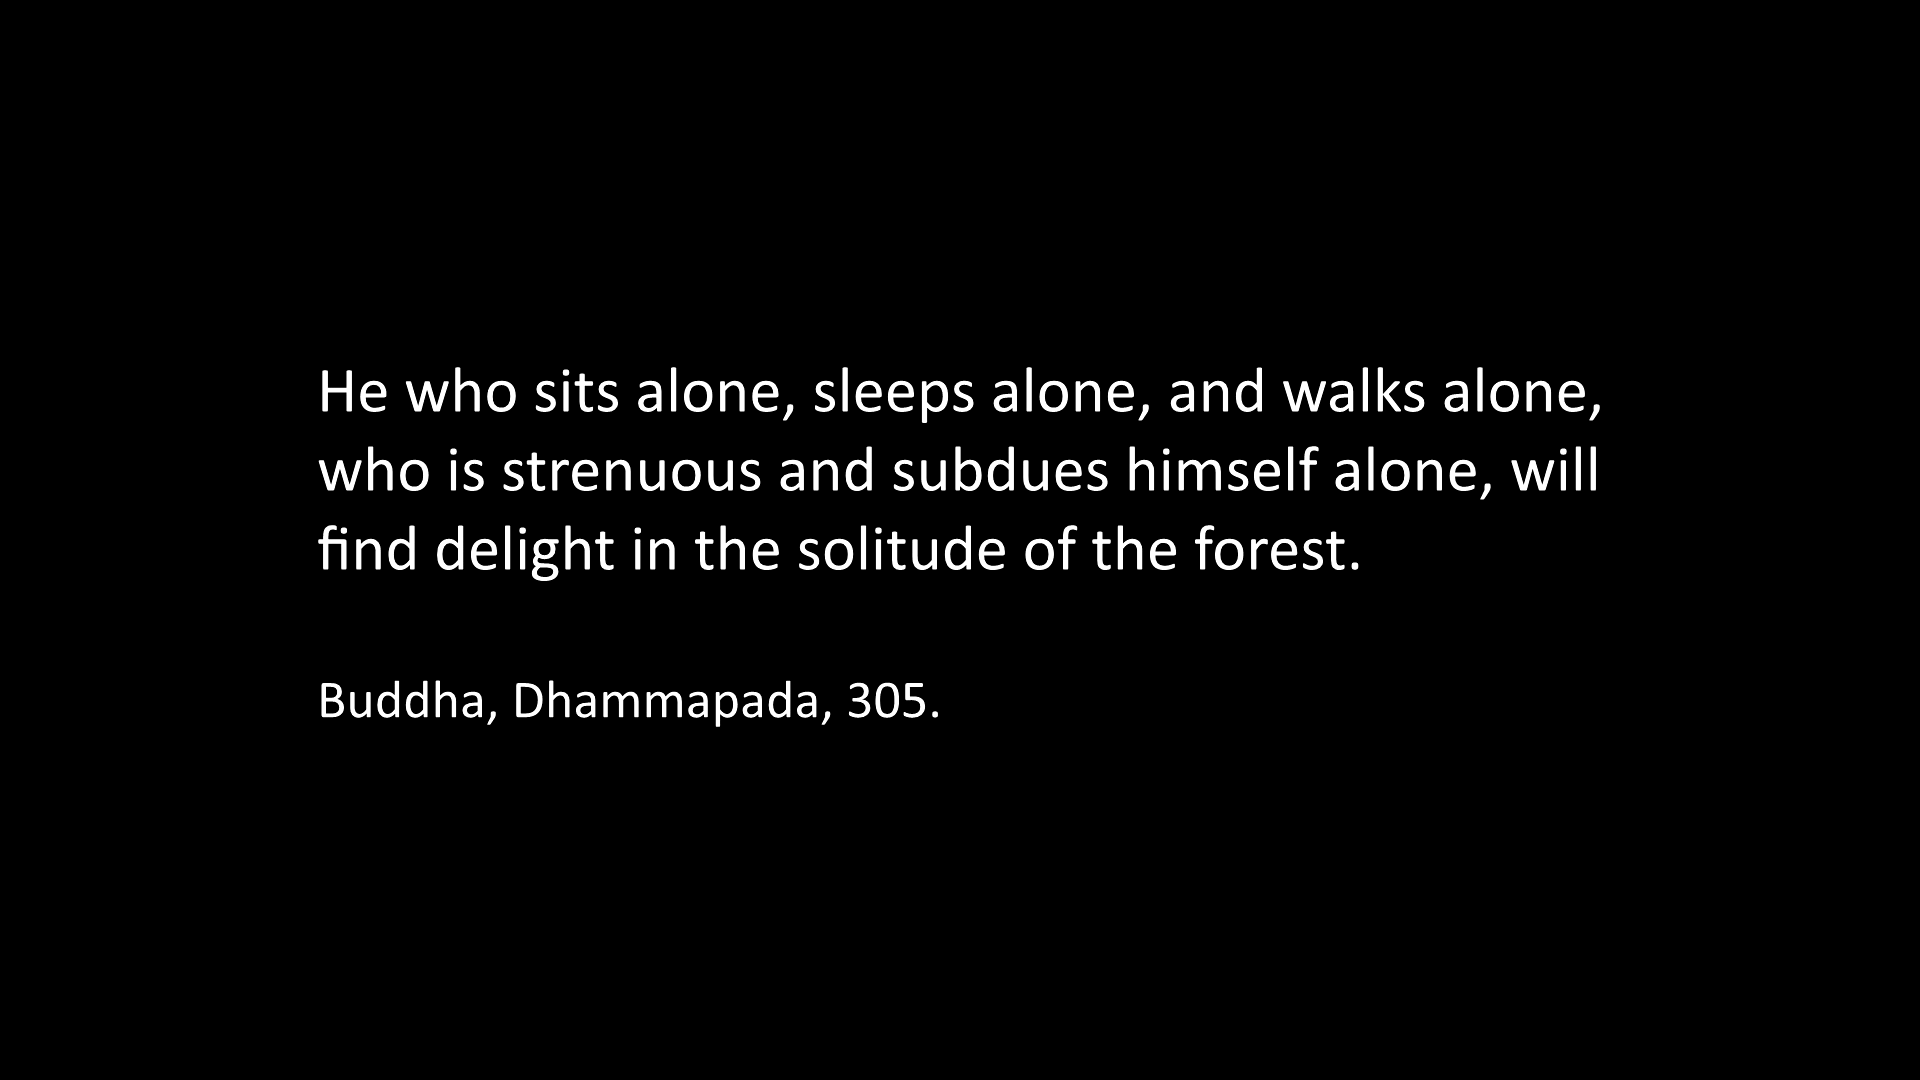 He who sits alone, sleeps alone, and walks alone,
who is strenuous and subdues himself alone, will
find delight in the solitude of the forest.
Buddha, Dhammapada, 305.